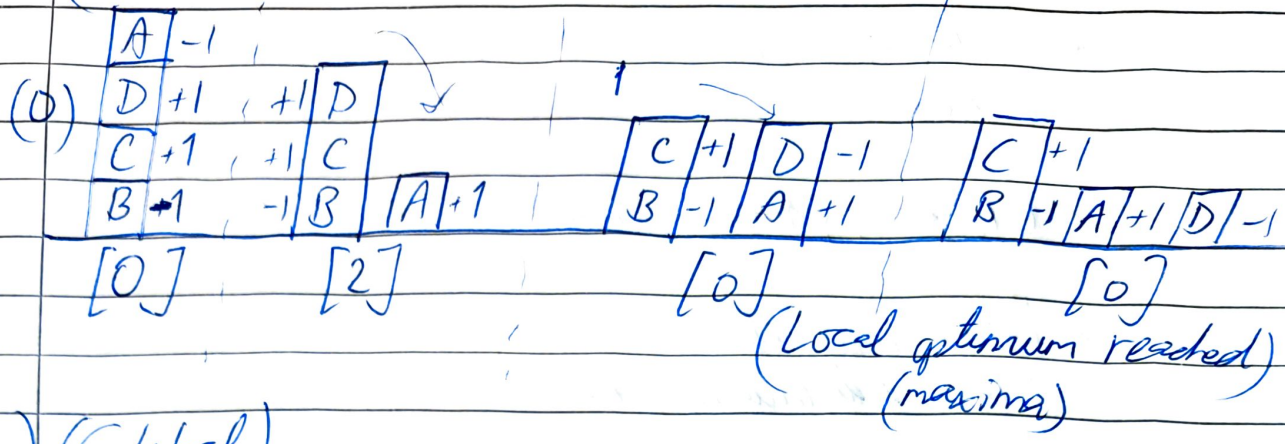 A -1
(0) D +1 +1 D 1
C +1 +1 C C +1 D -1 C +1
B -1 -1 B A +1 B -1 A +1 B -1 A +1 D -1
[0] [2] [0] [0]
(Local optimum reached)
(maxima)